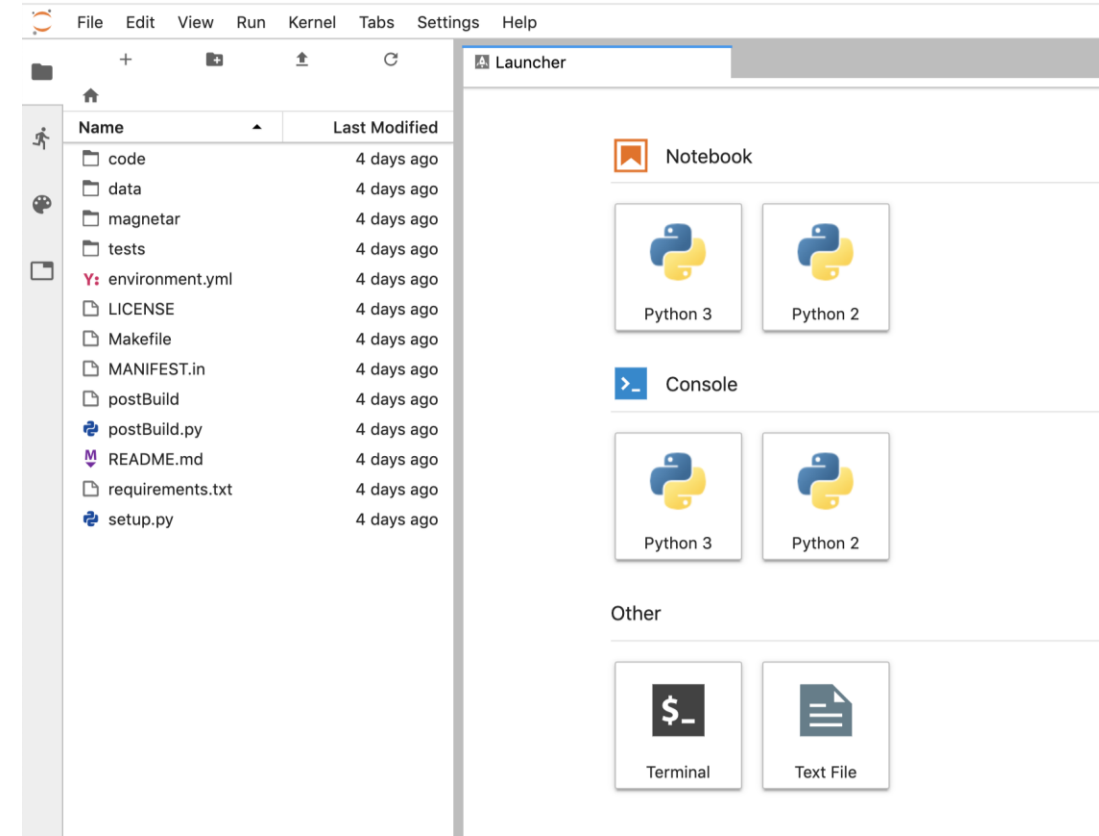 File Edit View Run Kernel Tabs Settings Help
Launcher
Name Last Modified
code 4 days ago
data 4 days ago
magnetar 4 days ago
tests 4 days ago
Y: environment.yml 4 days ago
LICENSE 4 days ago
Makefile 4 days ago
MANIFEST.in 4 days ago
postBuild 4 days ago
postBuild.py 4 days ago
M README.md 4 days ago
requirements.txt 4 days ago
setup.py 4 days ago
Notebook
Python 3 Python 2
>_ Console
Python 3 Python 2
Other
$_
Terminal Text File